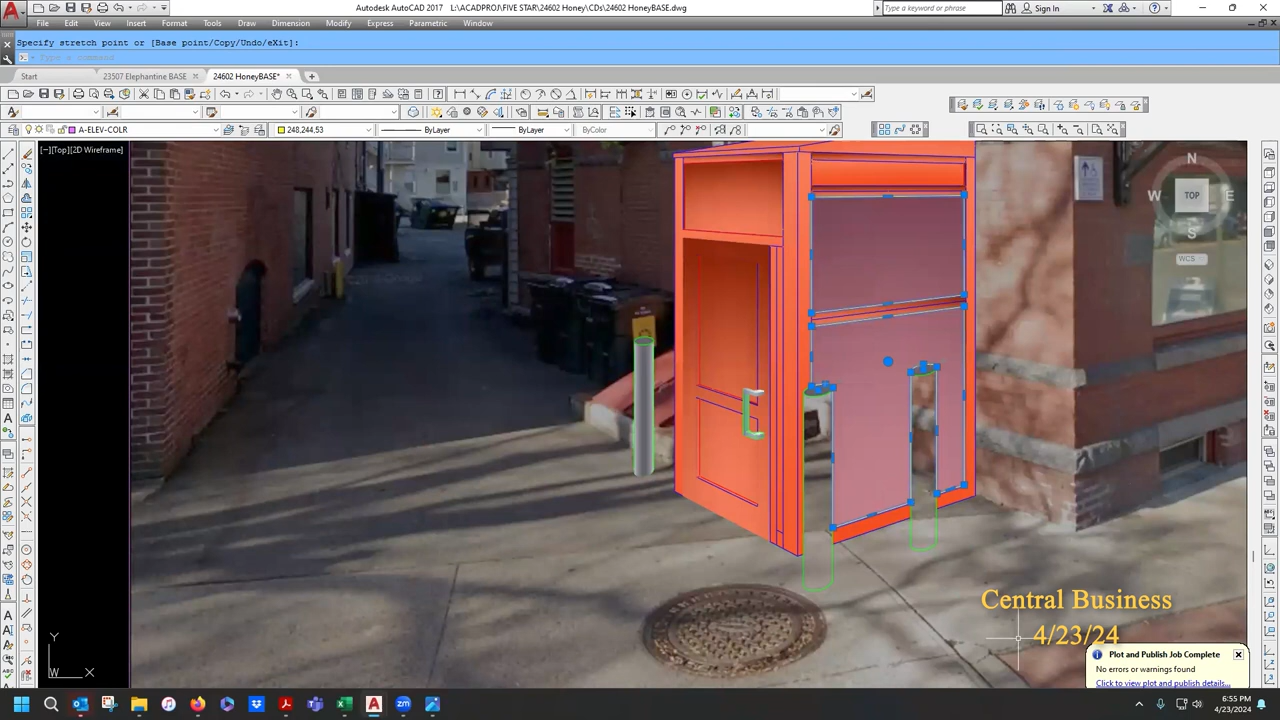 Autodesk AutoCAD 2017 L:\ACADPROJ\FIVE STAR\24602 Honey\CDs\24602 HoneyBASE.dwg
Type a keyword or phrase
Sign In
File Edit View Insert Format Tools Draw Dimension Modify Express Parametric Window
Specify stretch point or [Base point/Copy/Undo/eXit]:
Type a command
Start
23507 Elephantine BASE
24602 HoneyBASE*
A-ELEV-COLR
248,244,53
ByLayer
ByLayer
ByColor
[−][Top][2D Wireframe]
N
W TOP E
S
WCS
Central Business
4/23/24
Y
W X
Plot and Publish Job Complete
No errors or warnings found
Click to view plot and publish details...
6:55 PM
4/23/2024